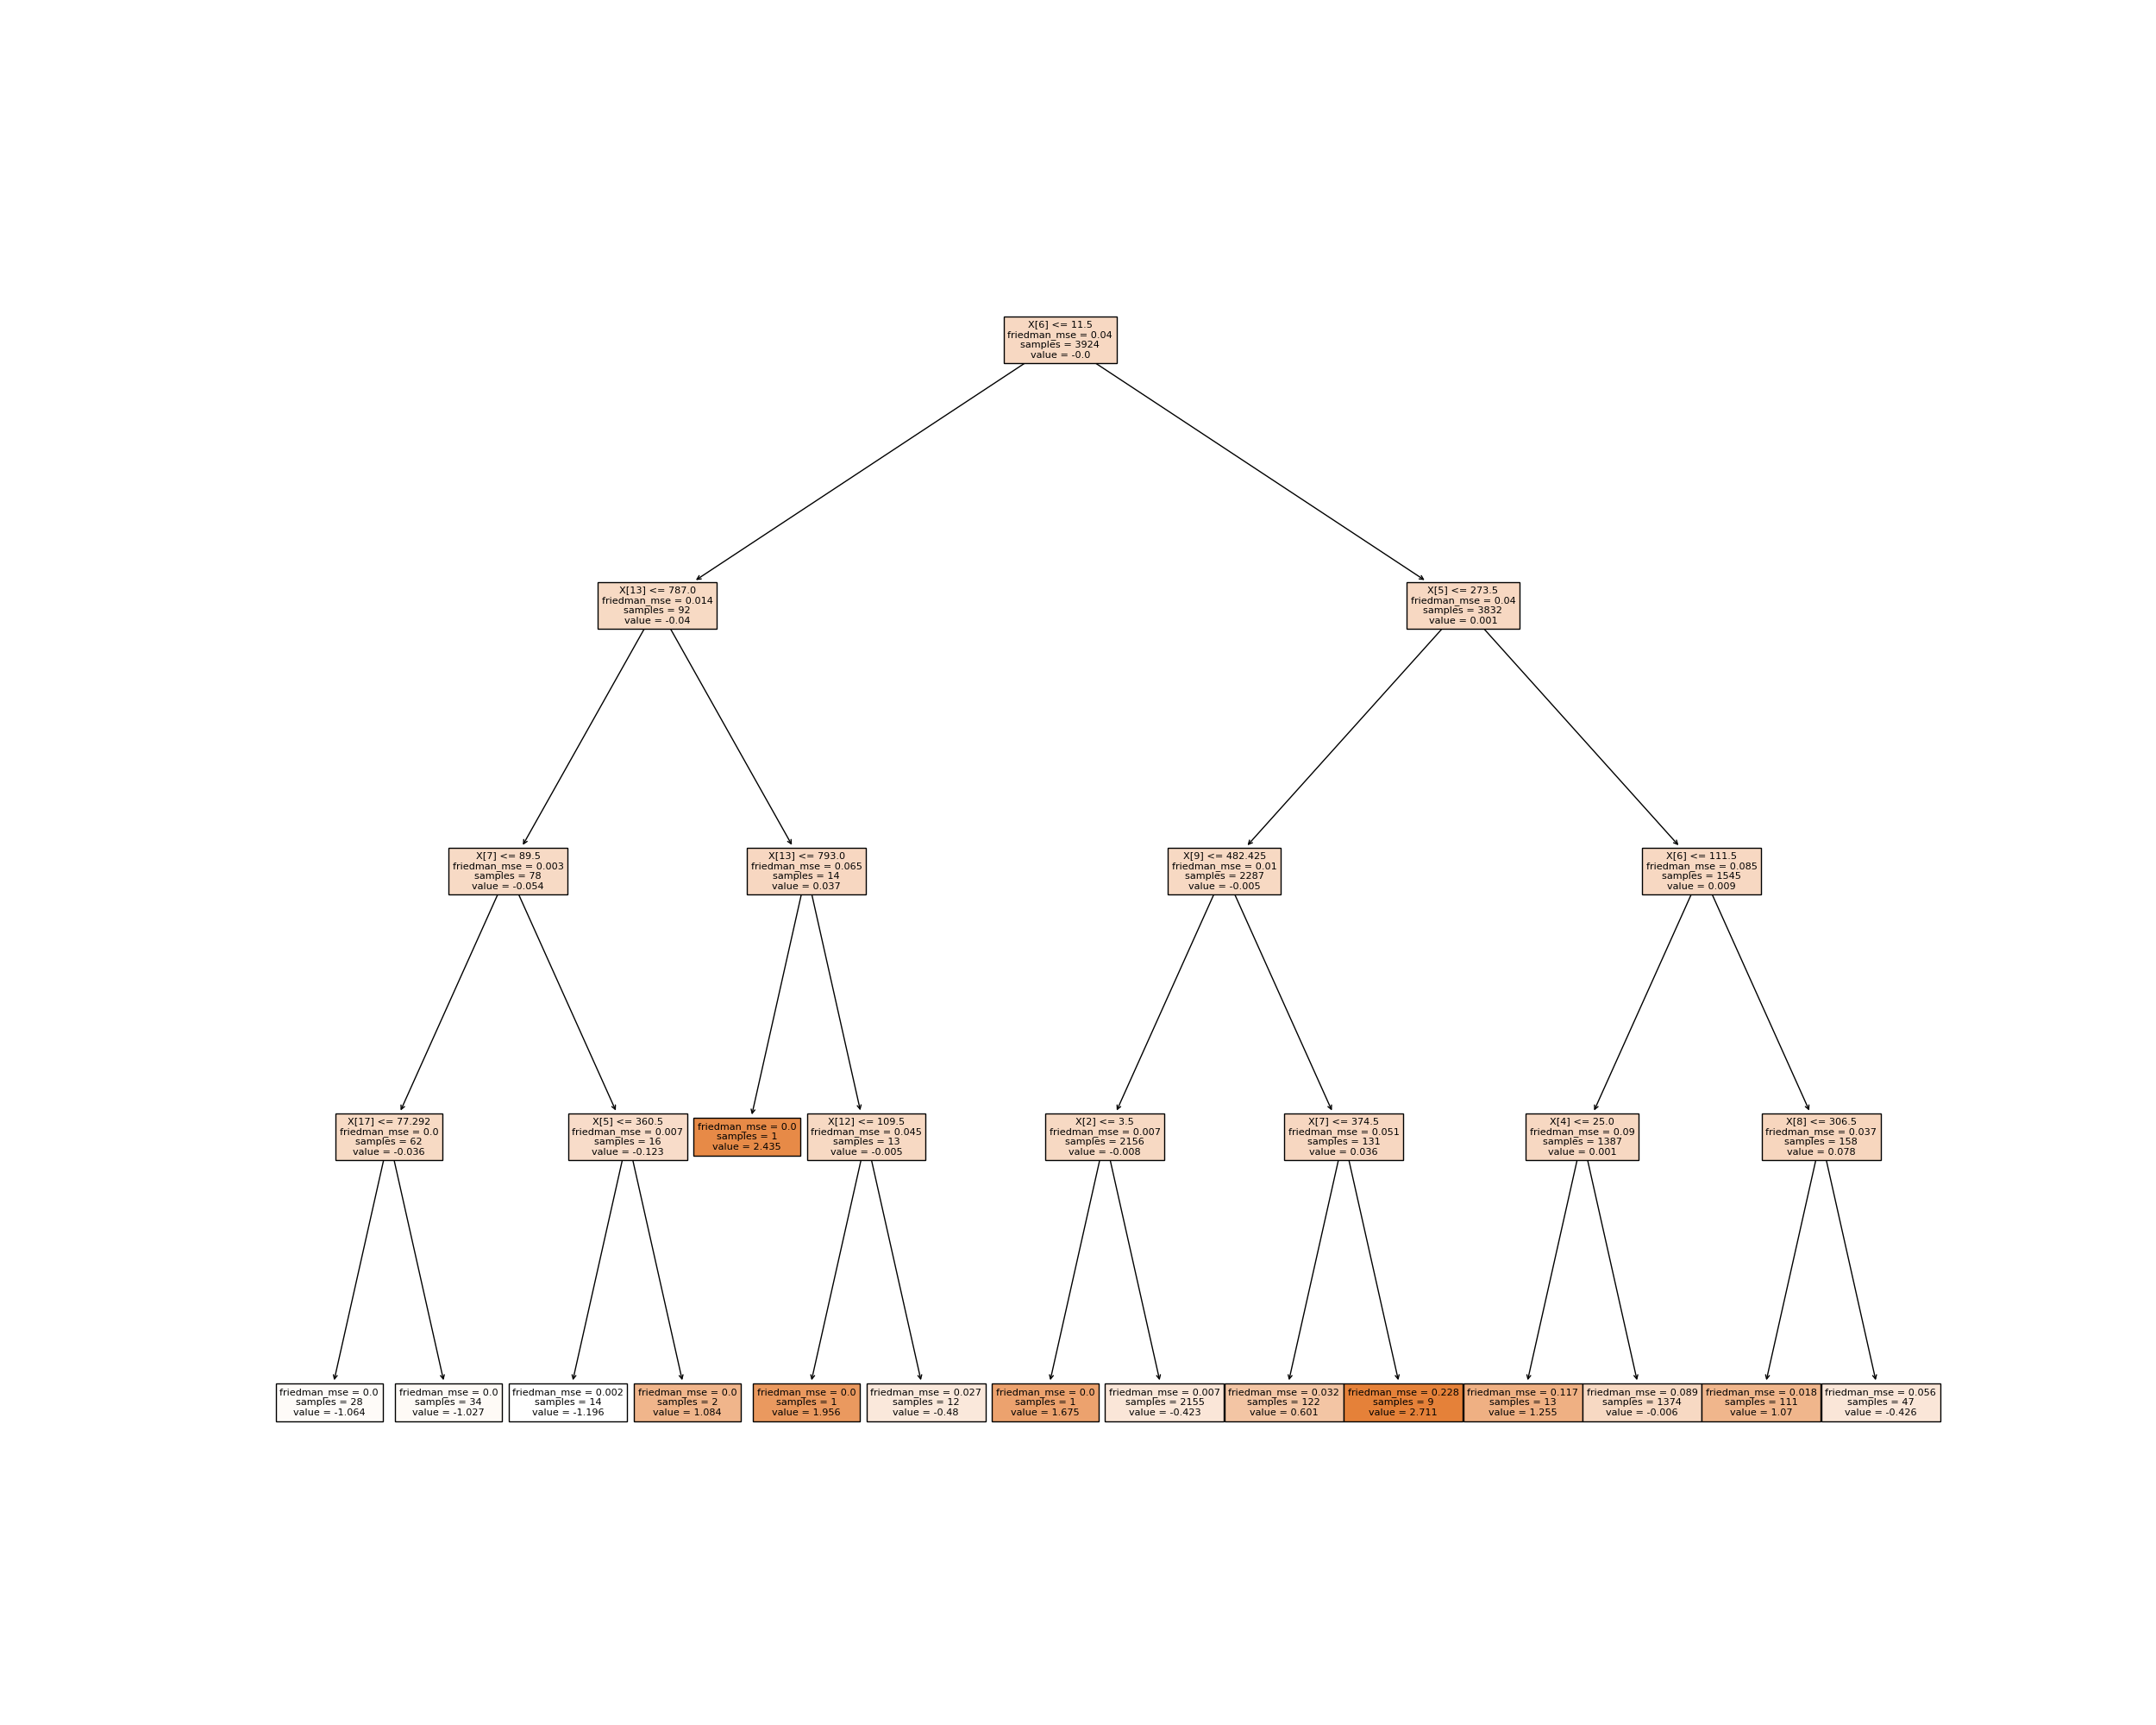 X[6] <= 11.5
friedman_mse = 0.04
samples = 3924
value = -0.0
X[13] <= 787.0
friedman_mse = 0.014
samples = 92
value = -0.04
X[5] <= 273.5
friedman_mse = 0.04
samples = 3832
value = 0.001
X[7] <= 89.5
friedman_mse = 0.003
samples = 78
value = -0.054
X[13] <= 793.0
friedman_mse = 0.065
samples = 14
value = 0.037
X[9] <= 482.425
friedman_mse = 0.01
samples = 2287
value = -0.005
X[6] <= 111.5
friedman_mse = 0.085
samples = 1545
value = 0.009
X[17] <= 77.292
friedman_mse = 0.0
samples = 62
value = -0.036
X[5] <= 360.5
friedman_mse = 0.007
samples = 16
value = -0.123
friedman_mse = 0.0
samples = 1
value = 2.435
X[12] <= 109.5
friedman_mse = 0.045
samples = 13
value = -0.005
X[2] <= 3.5
friedman_mse = 0.007
samples = 2156
value = -0.008
X[7] <= 374.5
friedman_mse = 0.051
samples = 131
value = 0.036
X[4] <= 25.0
friedman_mse = 0.09
samples = 1387
value = 0.001
X[8] <= 306.5
friedman_mse = 0.037
samples = 158
value = 0.078
friedman_mse = 0.0
samples = 28
value = -1.064
friedman_mse = 0.0
samples = 34
value = -1.027
friedman_mse = 0.002
samples = 14
value = -1.196
friedman_mse = 0.0
samples = 2
value = 1.084
friedman_mse = 0.0
samples = 1
value = 1.956
friedman_mse = 0.027
samples = 12
value = -0.48
friedman_mse = 0.0
samples = 1
value = 1.675
friedman_mse = 0.007
samples = 2155
value = -0.423
friedman_mse = 0.032
samples = 122
value = 0.601
friedman_mse = 0.228
samples = 9
value = 2.711
friedman_mse = 0.117
samples = 13
value = 1.255
friedman_mse = 0.089
samples = 1374
value = -0.006
friedman_mse = 0.018
samples = 111
value = 1.07
friedman_mse = 0.056
samples = 47
value = -0.426